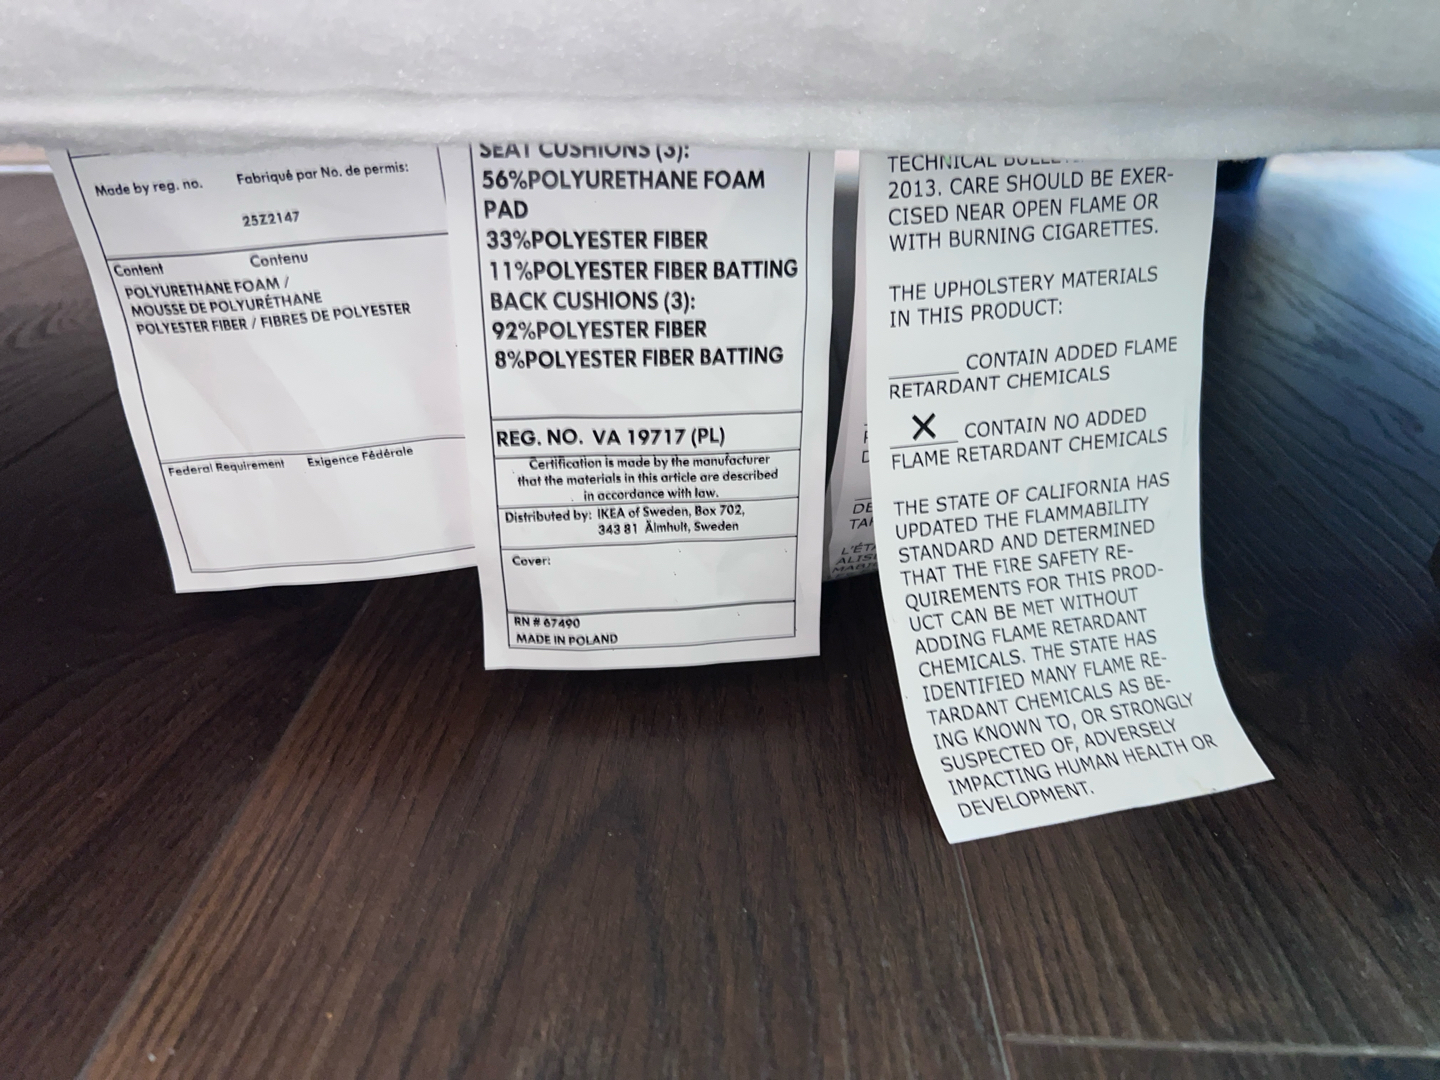 Made by reg. no. Fabriqué par No. de permis:
25Z2147
Content Contenu
POLYURETHANE FOAM /
MOUSSE DE POLYURÉTHANE
POLYESTER FIBER / FIBRES DE POLYESTER
Federal Requirement Exigence Fédérale
SEAT CUSHIONS (3):
56%POLYURETHANE FOAM
PAD
33%POLYESTER FIBER
11%POLYESTER FIBER BATTING
BACK CUSHIONS (3):
92%POLYESTER FIBER
8%POLYESTER FIBER BATTING
REG. NO. VA 19717 (PL)
Certification is made by the manufacturer
that the materials in this article are described
in accordance with law.
Distributed by: IKEA of Sweden, Box 702,
343 81 Älmhult, Sweden
Cover:
RN # 67490
MADE IN POLAND
DE
TAR
L'ÉTA
TECHNICAL
2013. CARE SHOULD BE EXER-
CISED NEAR OPEN FLAME OR
WITH BURNING CIGARETTES.
THE UPHOLSTERY MATERIALS
IN THIS PRODUCT:
_____ CONTAIN ADDED FLAME
RETARDANT CHEMICALS
__X__ CONTAIN NO ADDED
FLAME RETARDANT CHEMICALS
THE STATE OF CALIFORNIA HAS
UPDATED THE FLAMMABILITY
STANDARD AND DETERMINED
THAT THE FIRE SAFETY RE-
QUIREMENTS FOR THIS PROD-
UCT CAN BE MET WITHOUT
ADDING FLAME RETARDANT
CHEMICALS. THE STATE HAS
IDENTIFIED MANY FLAME RE-
TARDANT CHEMICALS AS BE-
ING KNOWN TO, OR STRONGLY
SUSPECTED OF, ADVERSELY
IMPACTING HUMAN HEALTH OR
DEVELOPMENT.